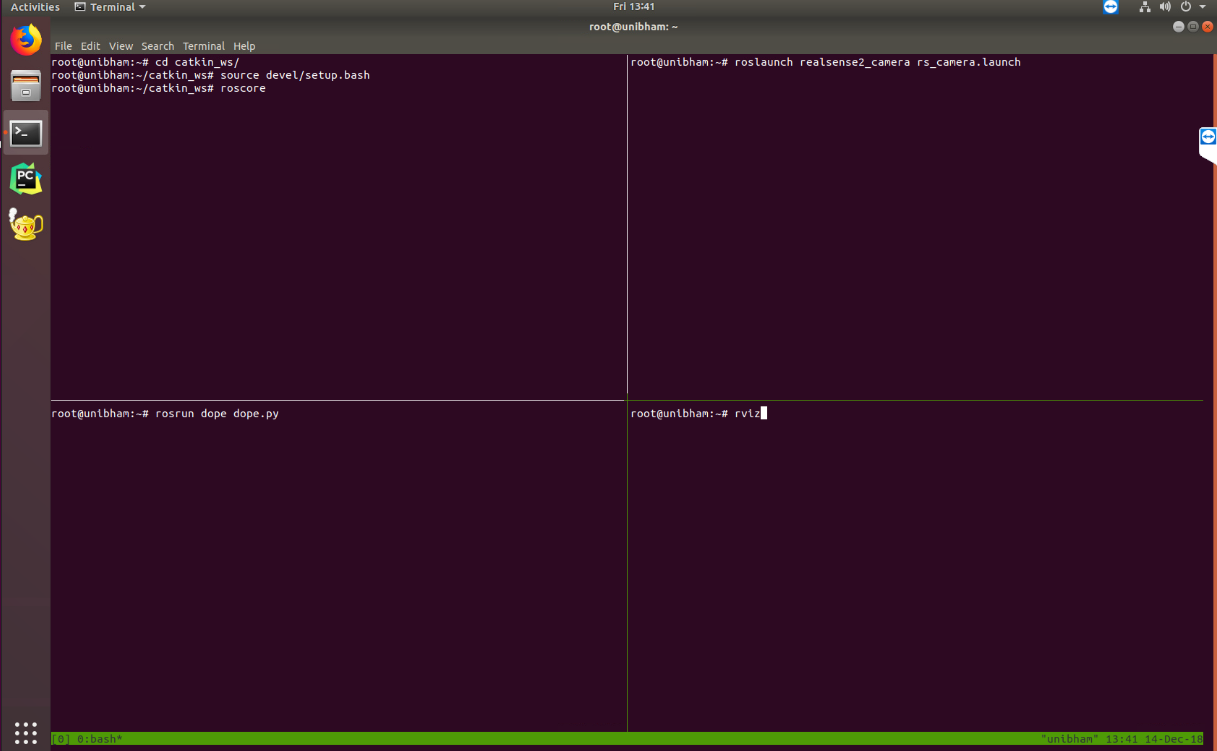 Activities
Terminal
Fri 13:41
root@unibham: ~
File Edit View Search Terminal Help
root@unibham:~# cd catkin_ws/
root@unibham:~/catkin_ws# source devel/setup.bash
root@unibham:~/catkin_ws# roscore
root@unibham:~# roslaunch realsense2_camera rs_camera.launch
root@unibham:~# rosrun dope dope.py
root@unibham:~# rviz
PC
[0] 0:bash*
"unibham" 13:41 14-Dec-18